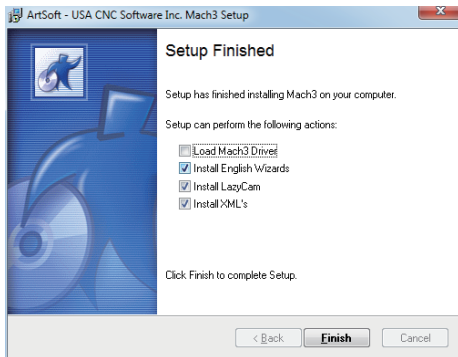 ArtSoft - USA CNC Software Inc. Mach3 Setup
Setup Finished
Setup has finished installing Mach3 on your computer.
Setup can perform the following actions:
Load Mach3 Driver
Install English Wizards
Install LazyCam
Install XML's
Click Finish to complete Setup.
< Back Finish Cancel